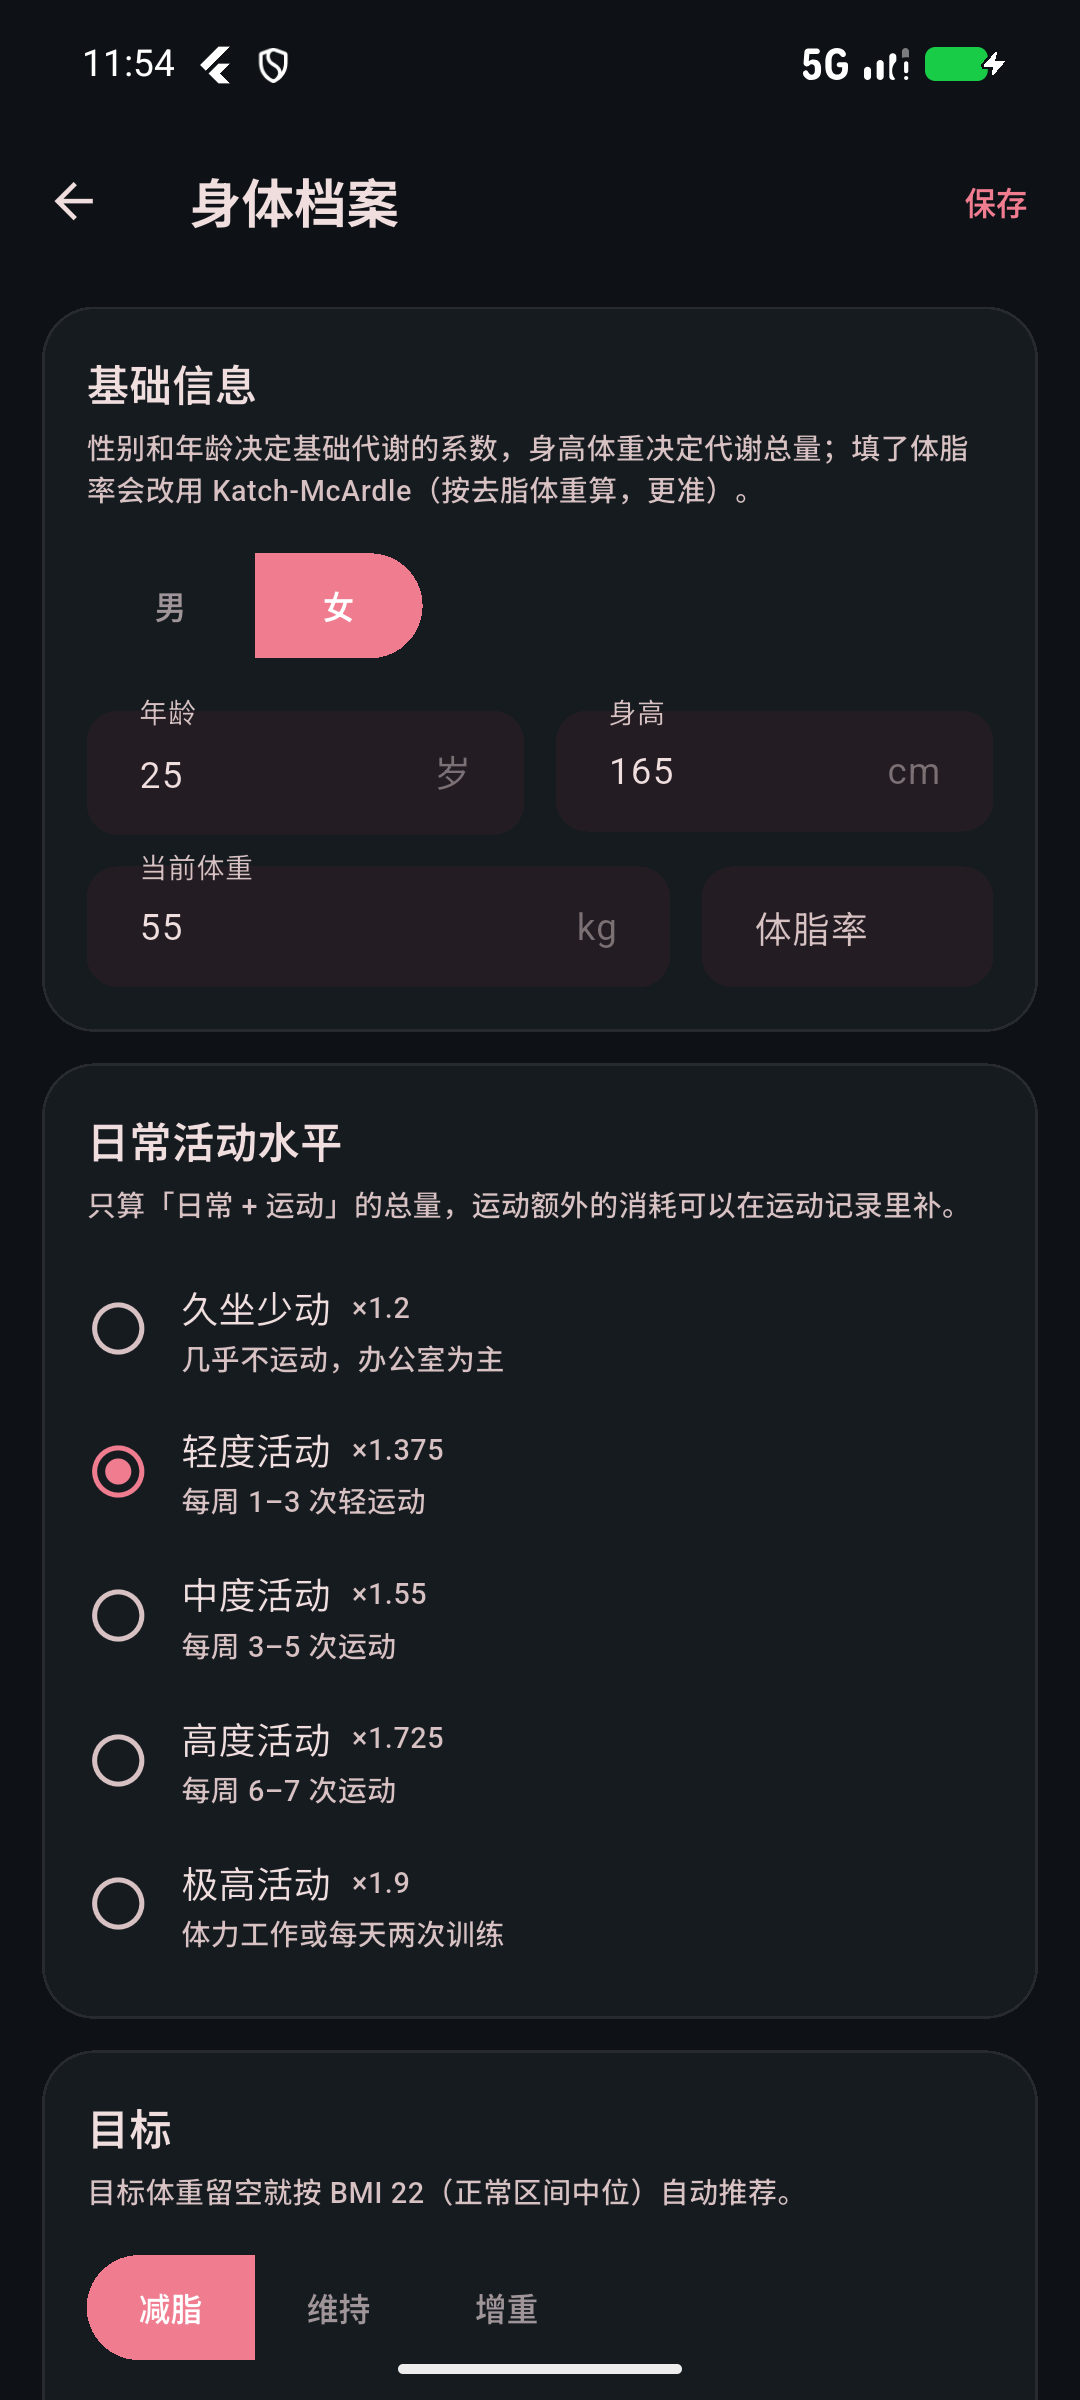 11:54
5G
身体档案
保存
基础信息
性别和年龄决定基础代谢的系数，身高体重决定代谢总量；填了体脂
率会改用 Katch-McArdle（按去脂体重算，更准）。
男 女
年龄 身高
25 岁 165 cm
当前体重
55 kg 体脂率
日常活动水平
只算「日常 + 运动」的总量，运动额外的消耗可以在运动记录里补。
久坐少动 ×1.2
几乎不运动，办公室为主
轻度活动 ×1.375
每周 1–3 次轻运动
中度活动 ×1.55
每周 3–5 次运动
高度活动 ×1.725
每周 6–7 次运动
极高活动 ×1.9
体力工作或每天两次训练
目标
目标体重留空就按 BMI 22（正常区间中位）自动推荐。
减脂 维持 增重